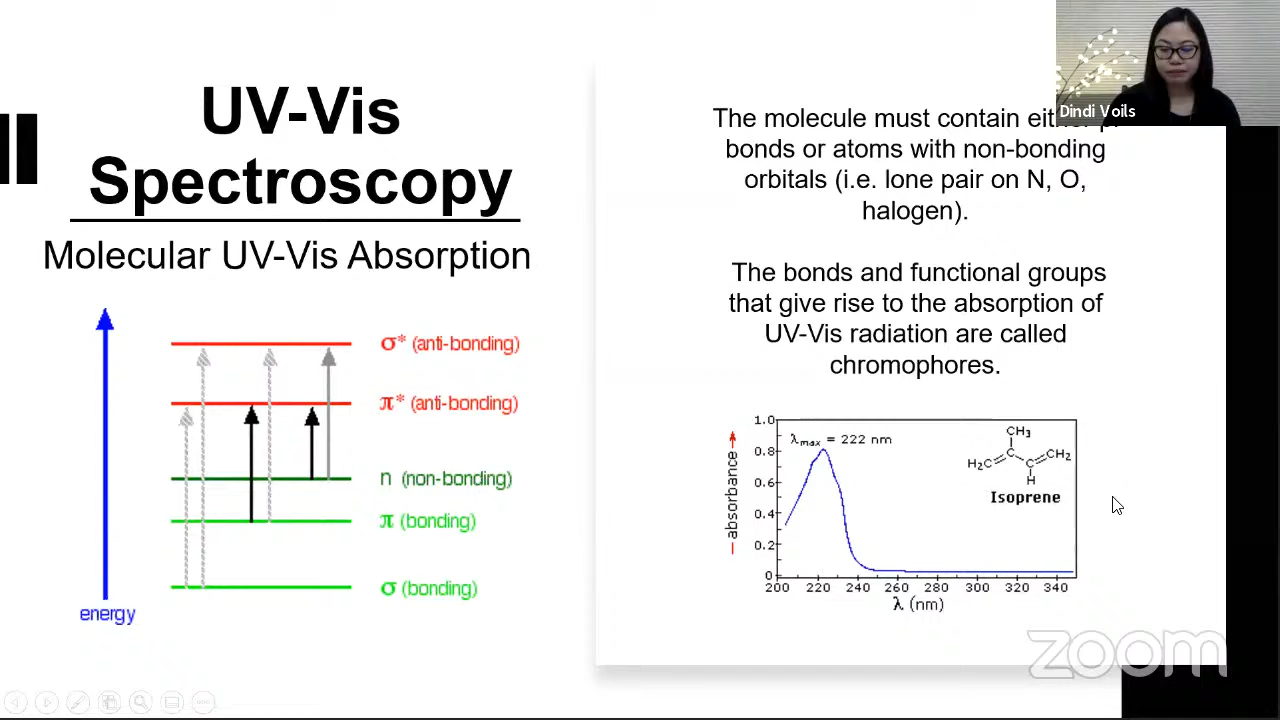 UV-Vis
Spectroscopy
Molecular UV-Vis Absorption
σ* (anti-bonding)
π* (anti-bonding)
n (non-bonding)
π (bonding)
σ (bonding)
energy
Dindi Voils
The molecule must contain either
bonds or atoms with non-bonding
orbitals (i.e. lone pair on N, O,
halogen).
The bonds and functional groups
that give rise to the absorption of
UV-Vis radiation are called
chromophores.
1.0
0.8
0.6
0.4
0.2
0
absorbance
λmax = 222 nm
CH₃
H₂C C CH₂
C
H
Isoprene
200 220 240 260 280 300 320 340
λ (nm)
zoom